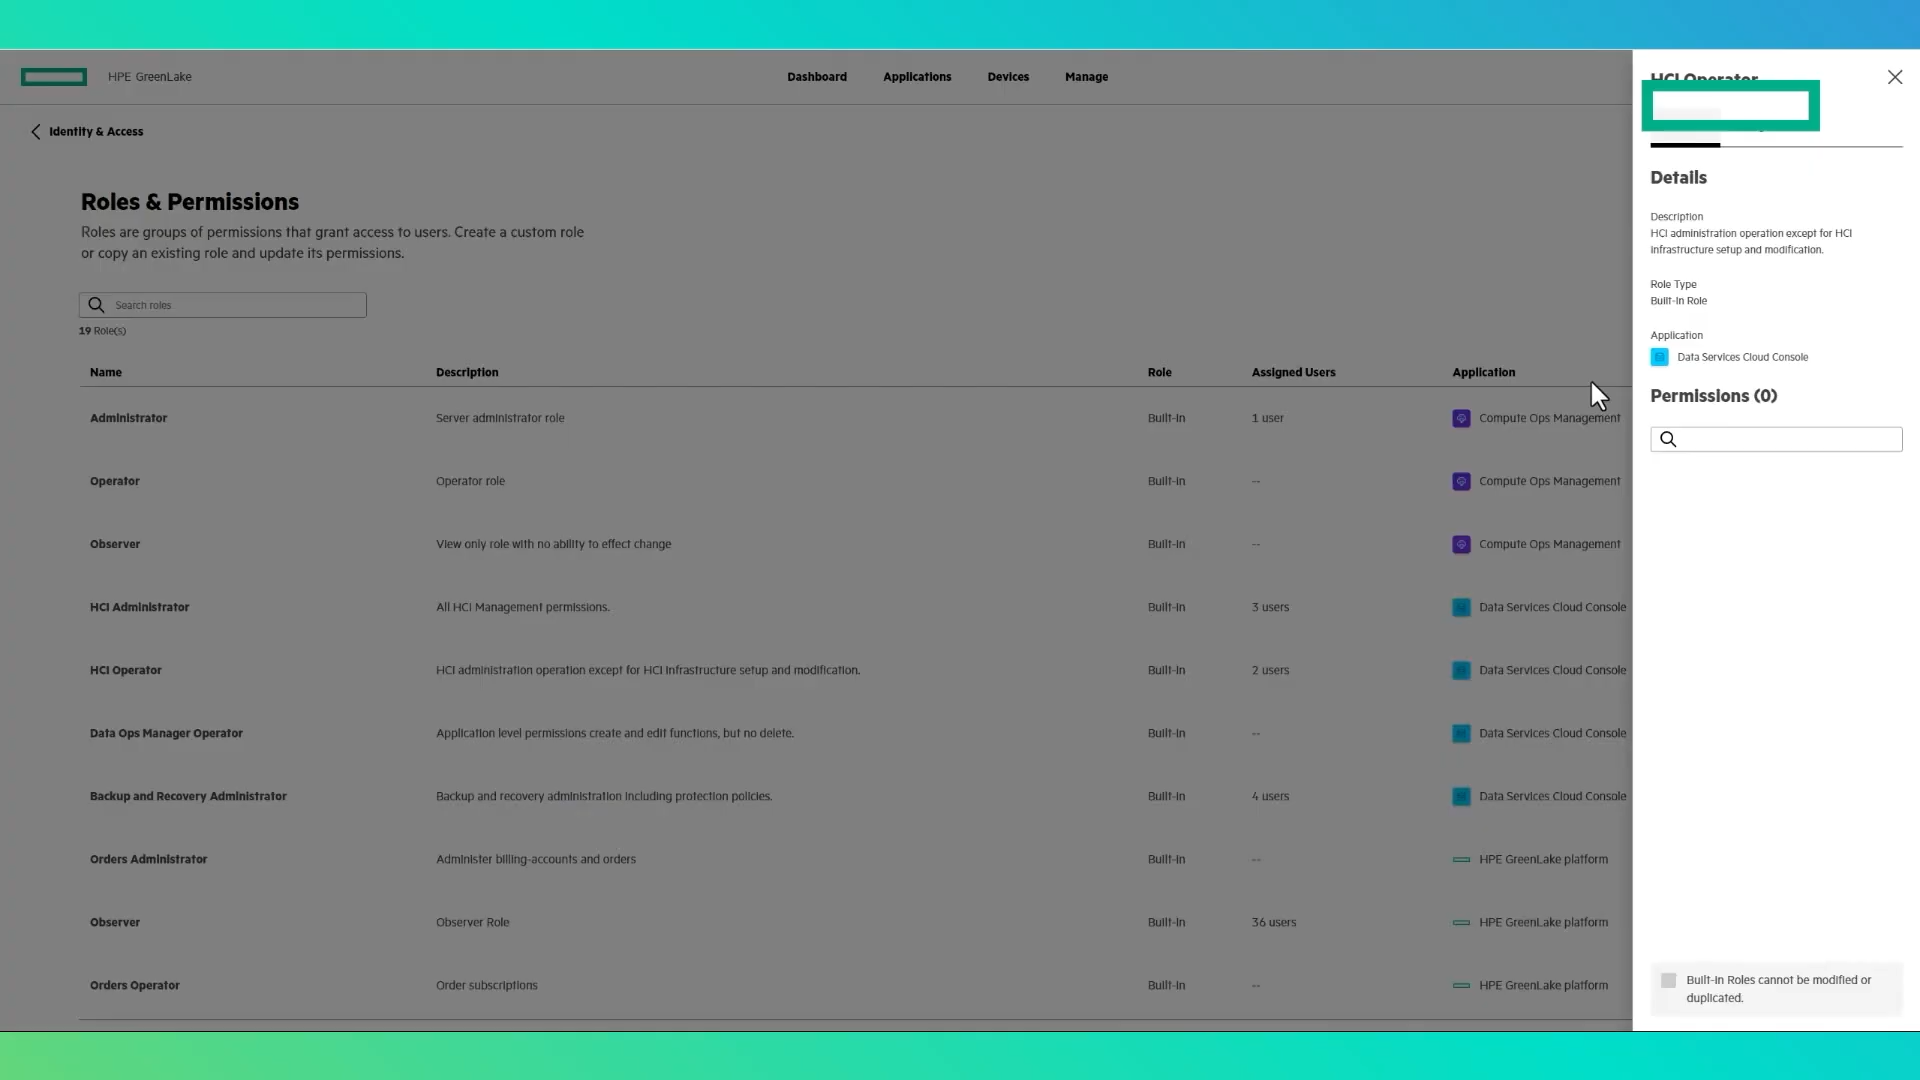 HPE GreenLake
Dashboard
Applications
Devices
Manage
Identity & Access
Roles & Permissions
Roles are groups of permissions that grant access to users. Create a custom role
or copy an existing role and update its permissions.
Search roles
19 Role(s)
Name Description Role Assigned Users Application
Administrator Server administrator role Built-in 1 user Compute Ops Management
Operator Operator role Built-in -- Compute Ops Management
Observer View only role with no ability to effect change Built-in -- Compute Ops Management
HCI Administrator All HCI Management permissions. Built-in 3 users Data Services Cloud Console
HCI Operator HCI administration operation except for HCI infrastructure setup and modification. Built-in 2 users Data Services Cloud Console
Data Ops Manager Operator Application level permissions create and edit functions, but no delete. Built-in -- Data Services Cloud Console
Backup and Recovery Administrator Backup and recovery administration including protection policies. Built-in 4 users Data Services Cloud Console
Orders Administrator Administer billing-accounts and orders Built-in -- HPE GreenLake platform
Observer Observer Role Built-in 36 users HPE GreenLake platform
Orders Operator Order subscriptions Built-in -- HPE GreenLake platform
HCI Operator
Details
Description
HCI administration operation except for HCI
infrastructure setup and modification.
Role Type
Built-in Role
Application
Data Services Cloud Console
Permissions (0)
Built-in Roles cannot be modified or
duplicated.